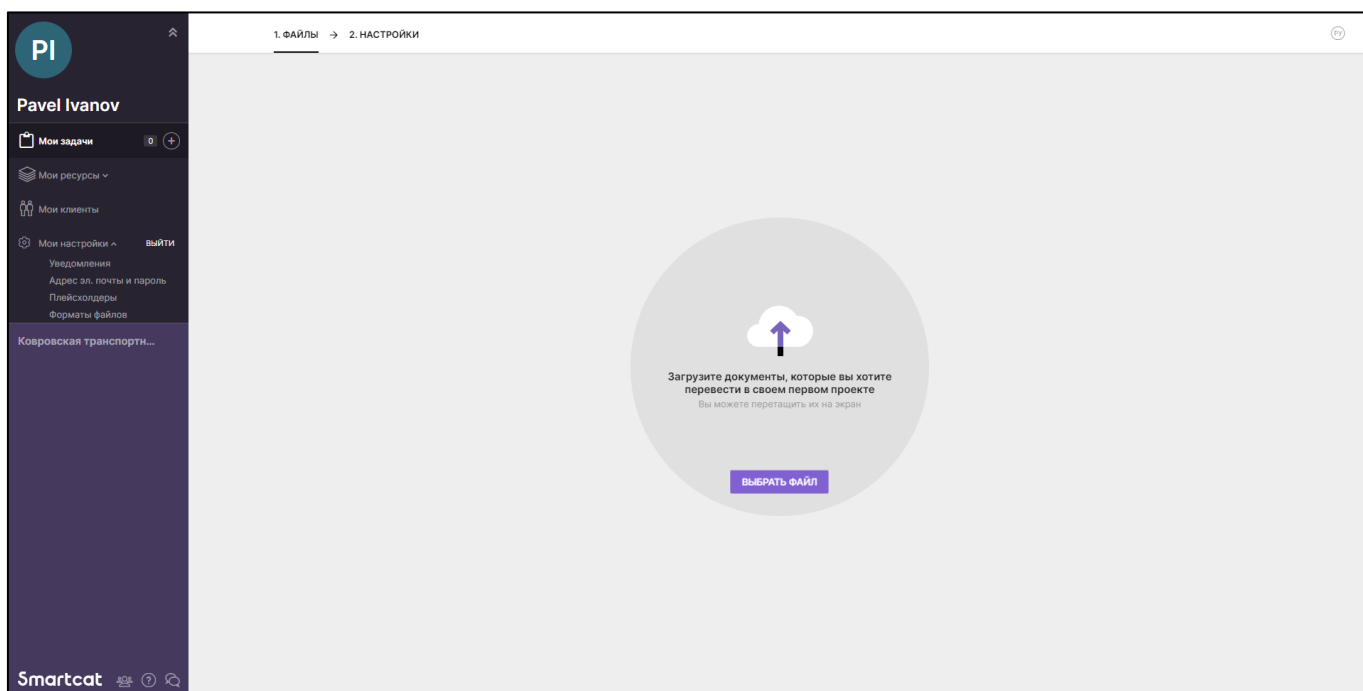 PI
1. ФАЙЛЫ → 2. НАСТРОЙКИ
РУ
Pavel Ivanov
Мои задачи 0 +
Мои ресурсы
Мои клиенты
Мои настройки ВЫЙТИ
Уведомления
Адрес эл. почты и пароль
Плейсхолдеры
Форматы файлов
Ковровская транспортн...
Загрузите документы, которые вы хотите
перевести в своем первом проекте
Вы можете перетащить их на экран
ВЫБРАТЬ ФАЙЛ
Smartcat ?